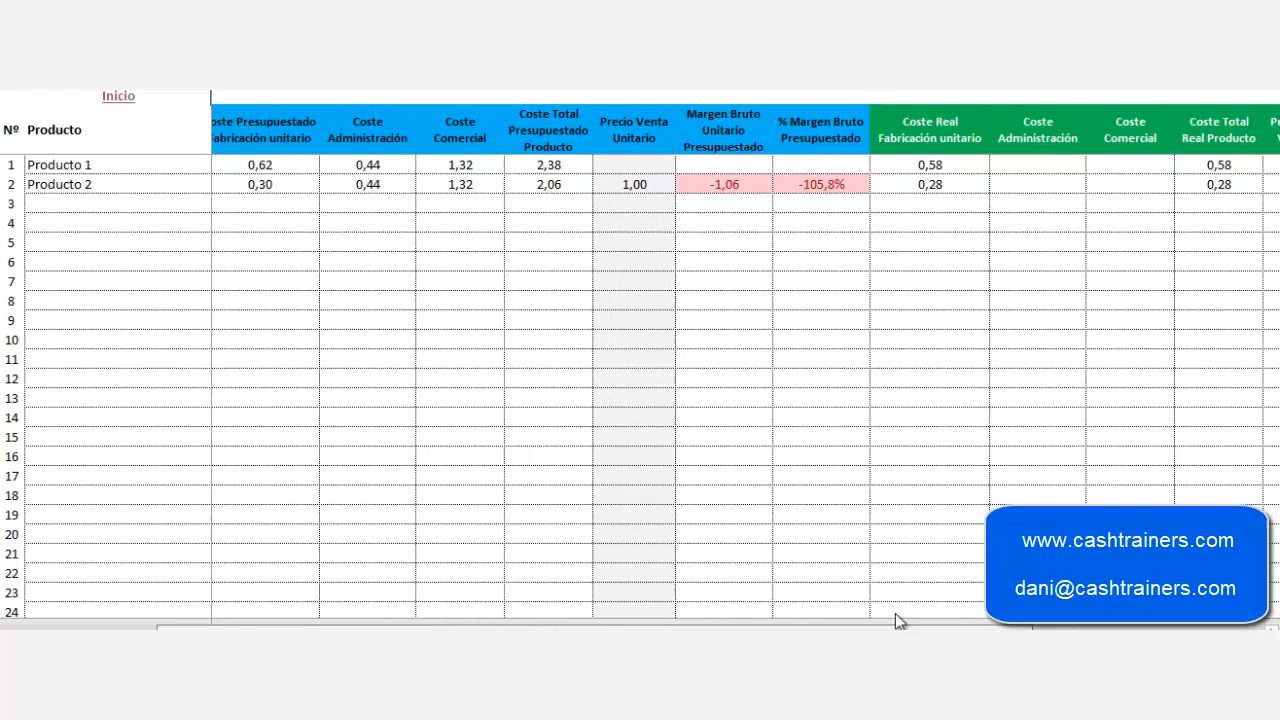 Inicio
Nº Producto
oste Presupuestado
abricación unitario
Coste
Administración
Coste
Comercial
Coste Total
Presupuestado
Producto
Precio Venta
Unitario
Margen Bruto
Unitario
Presupuestado
% Margen Bruto
Presupuestado
Coste Real
Fabricación unitario
Coste
Administración
Coste
Comercial
Coste Total
Real Producto
1 Producto 1 0,62 0,44 1,32 2,38 0,58 0,58
2 Producto 2 0,30 0,44 1,32 2,06 1,00 -1,06 -105,8% 0,28 0,28
3
4
5
6
7
8
9
10
11
12
13
14
15
16
17
18
19
20
21
22
23
24
www.cashtrainers.com
dani@cashtrainers.com